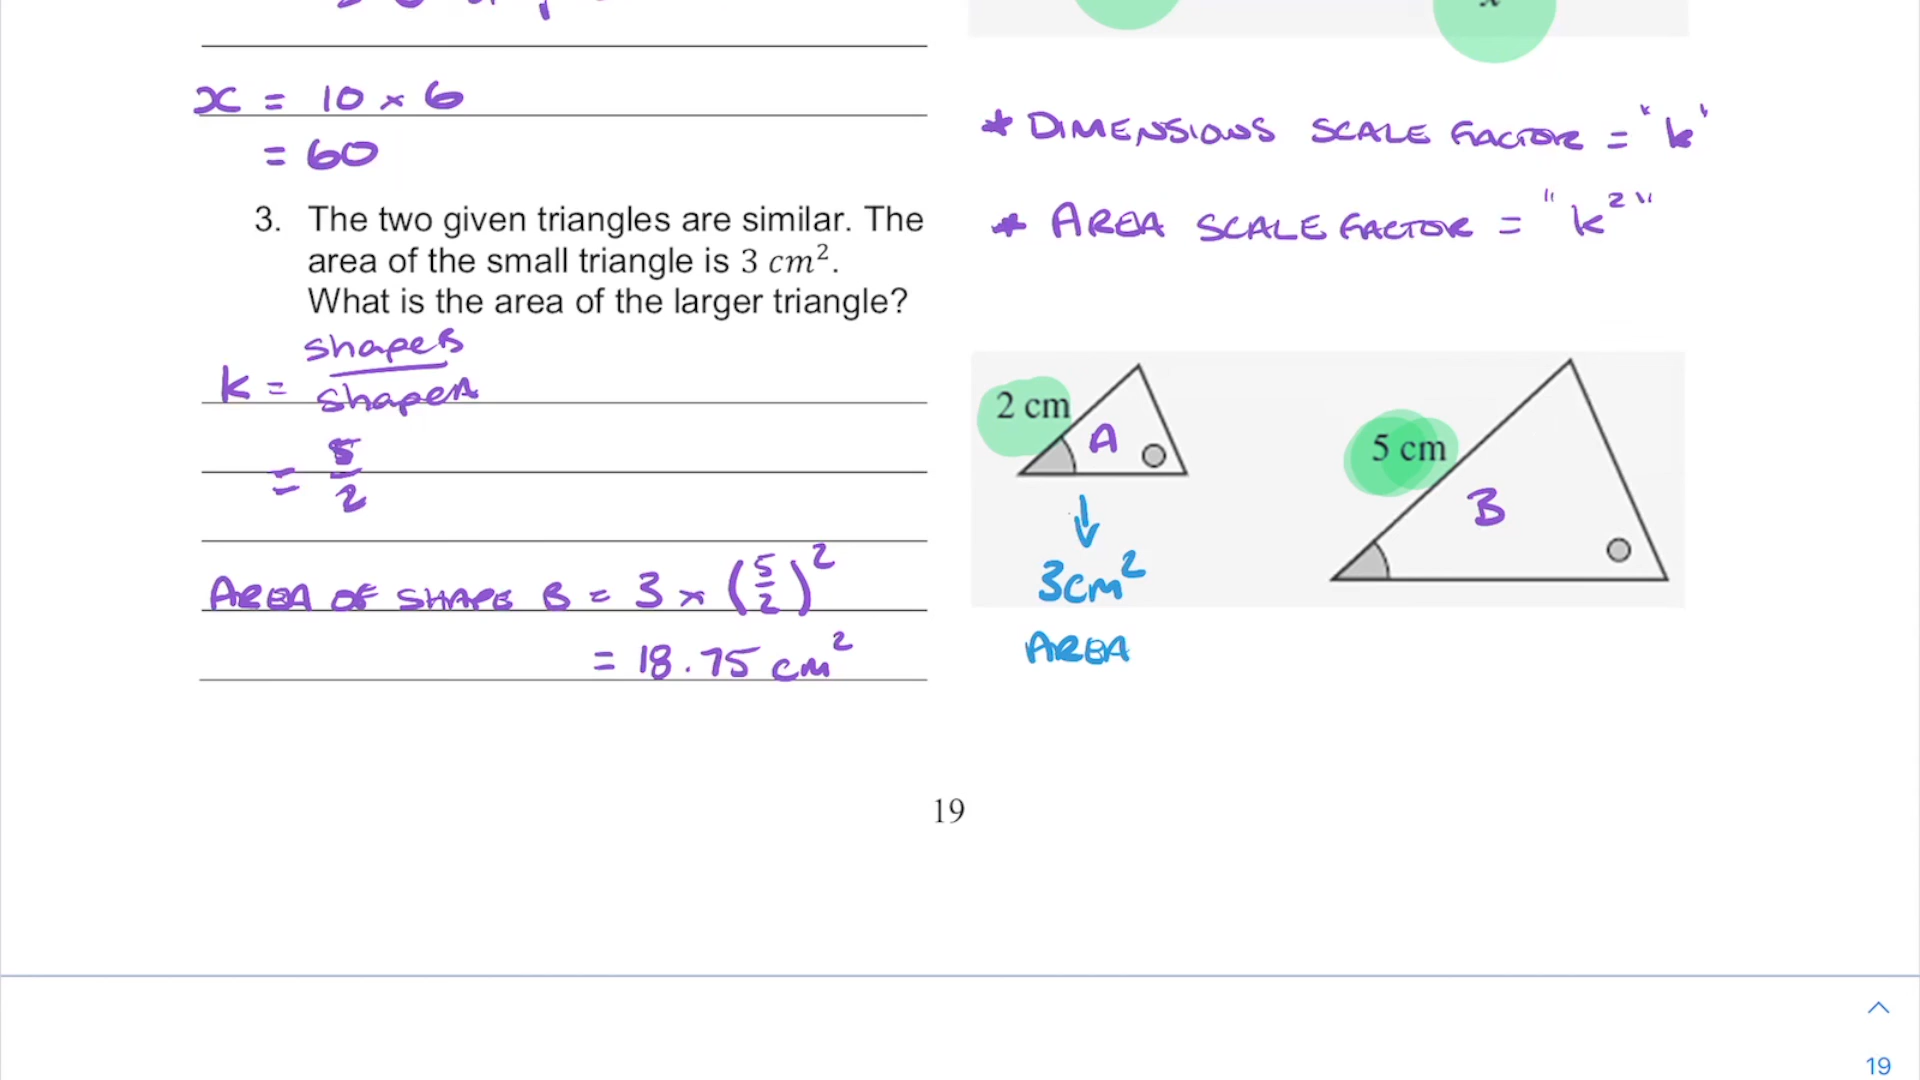 x = 10 × 6
= 60
* DIMENSIONS SCALE FACTOR = "k"
* AREA SCALE FACTOR = "k²"
3. The two given triangles are similar. The
area of the small triangle is 3 cm².
What is the area of the larger triangle?
k = shapeB / shapeA
= 5/2
AREA OF SHAPE B = 3 × (5/2)²
= 18.75 cm²
2 cm
A
3cm²
AREA
5 cm
B
19
19